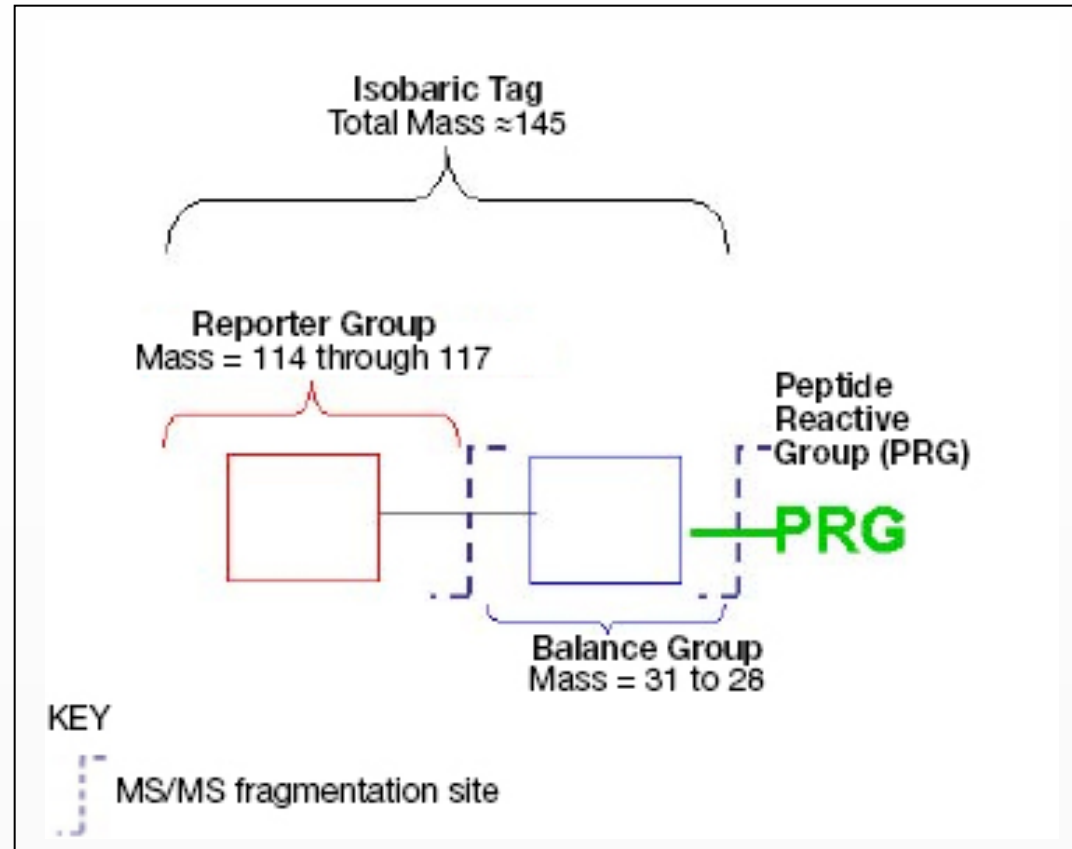 Isobaric Tag
Total Mass ≈145
Reporter Group
Mass = 114 through 117
Peptide
Reactive
Group (PRG)
PRG
Balance Group
Mass = 31 to 28
KEY
MS/MS fragmentation site